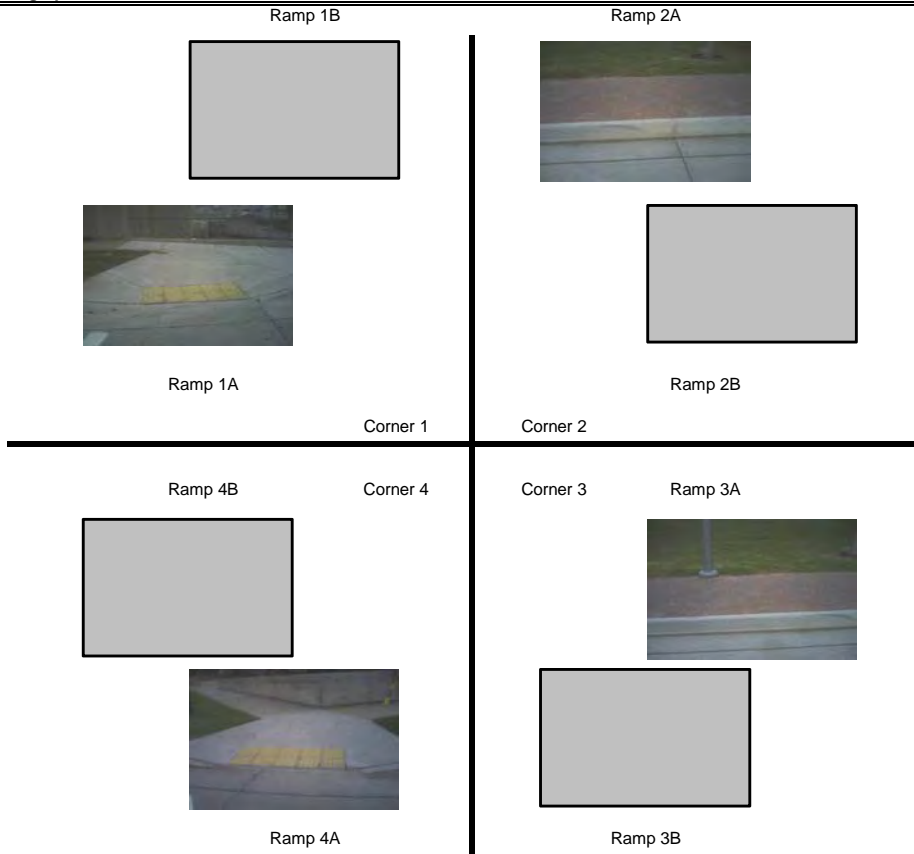 Ramp 1B Ramp 2A
Ramp 1A Ramp 2B
Corner 1 Corner 2
Ramp 4B Corner 4 Corner 3 Ramp 3A
Ramp 4A Ramp 3B